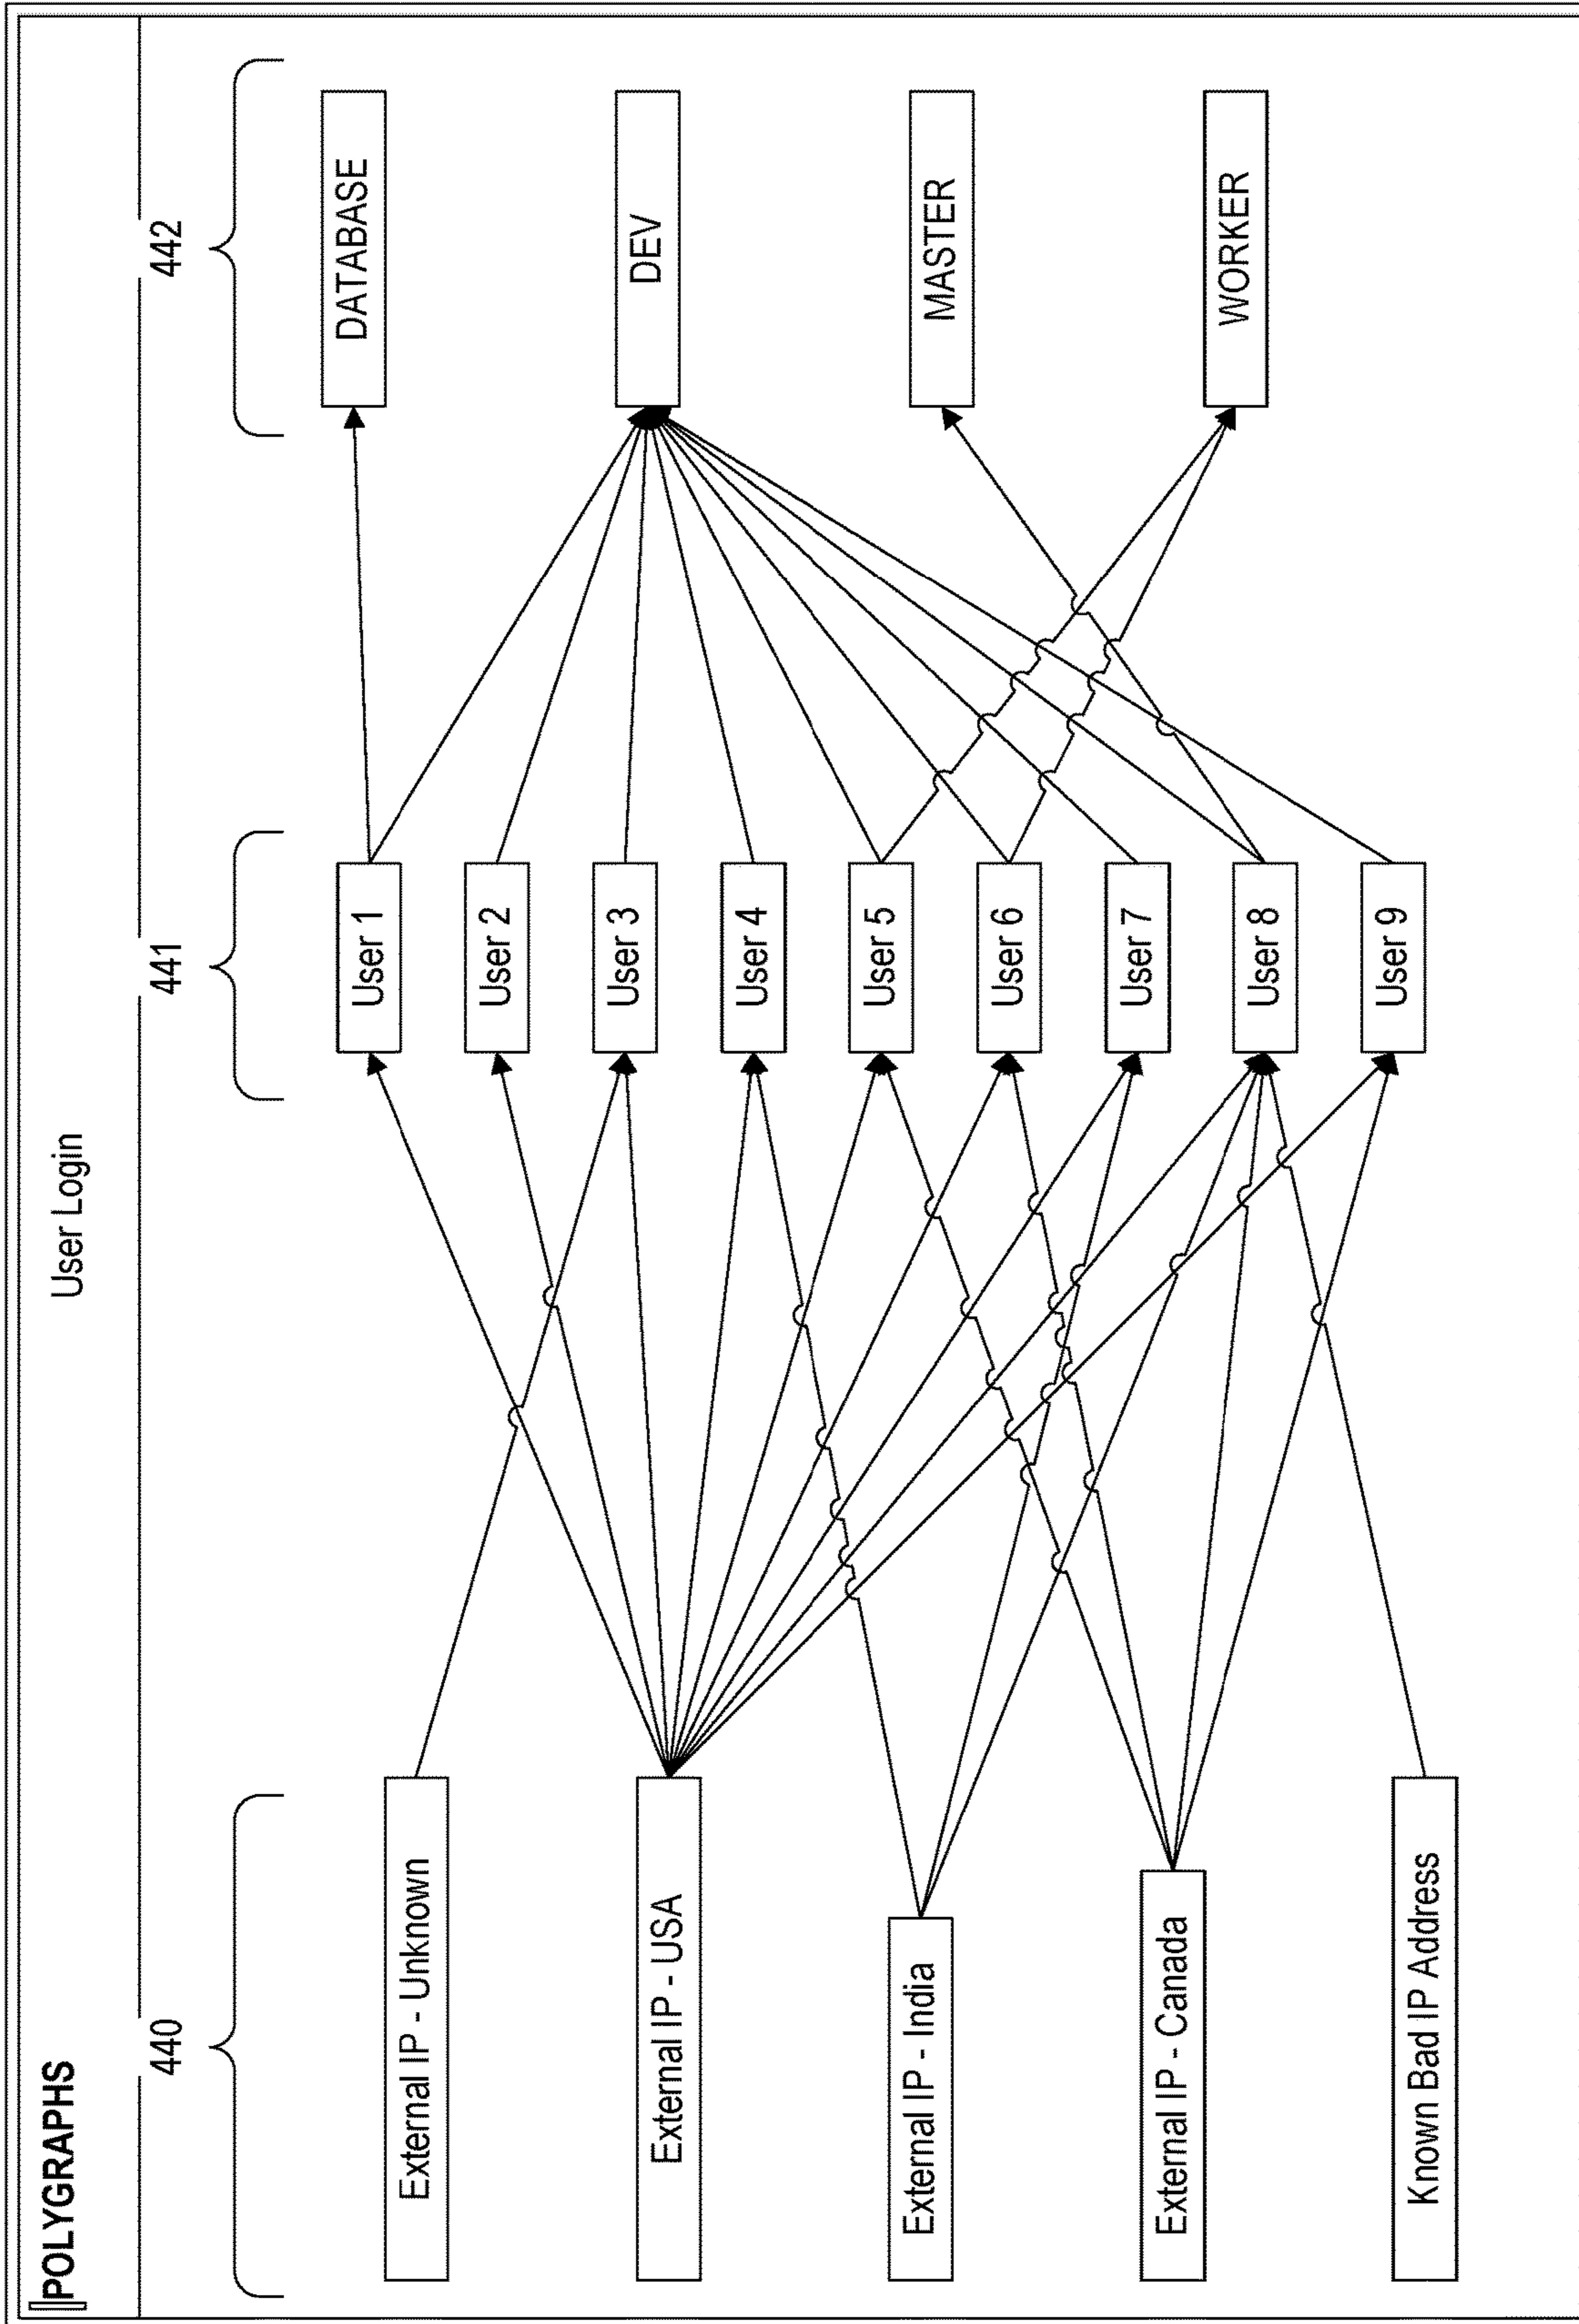 POLYGRAPHS
User Login
440
441
442
External IP - Unknown
External IP - USA
External IP - India
External IP - Canada
Known Bad IP Address
User 1
User 2
User 3
User 4
User 5
User 6
User 7
User 8
User 9
DATABASE
DEV
MASTER
WORKER